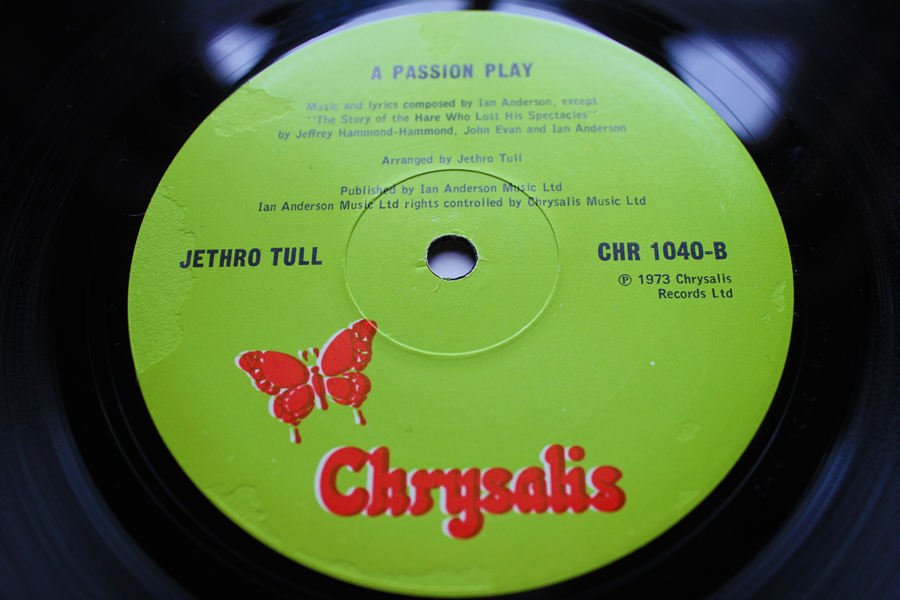 A PASSION PLAY
Music and lyrics composed by Ian Anderson, except
"The Story of the Hare Who Lost His Spectacles"
by Jeffrey Hammond-Hammond, John Evan and Ian Anderson
Arranged by Jethro Tull
Published by Ian Anderson Music Ltd
Ian Anderson Music Ltd rights controlled by Chrysalis Music Ltd
JETHRO TULL
CHR 1040-B
℗ 1973 Chrysalis
Records Ltd
Chrysalis